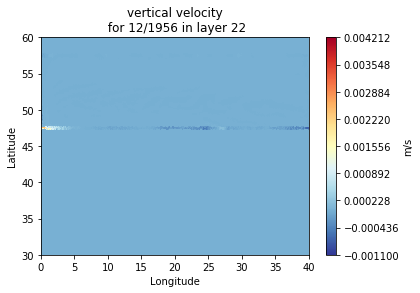 vertical velocity
for 12/1956 in layer 22
60
55
50
45
40
35
30
Latitude
0 5 10 15 20 25 30 35 40
Longitude
0.004212
0.003548
0.002884
0.002220
0.001556
0.000892
0.000228
−0.000436
−0.001100
m/s